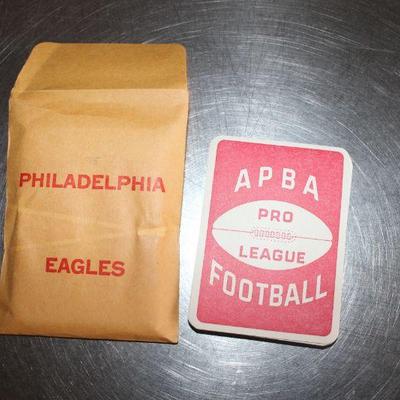 PHILADELPHIA
EAGLES
APBA
PRO
LEAGUE
FOOTBALL